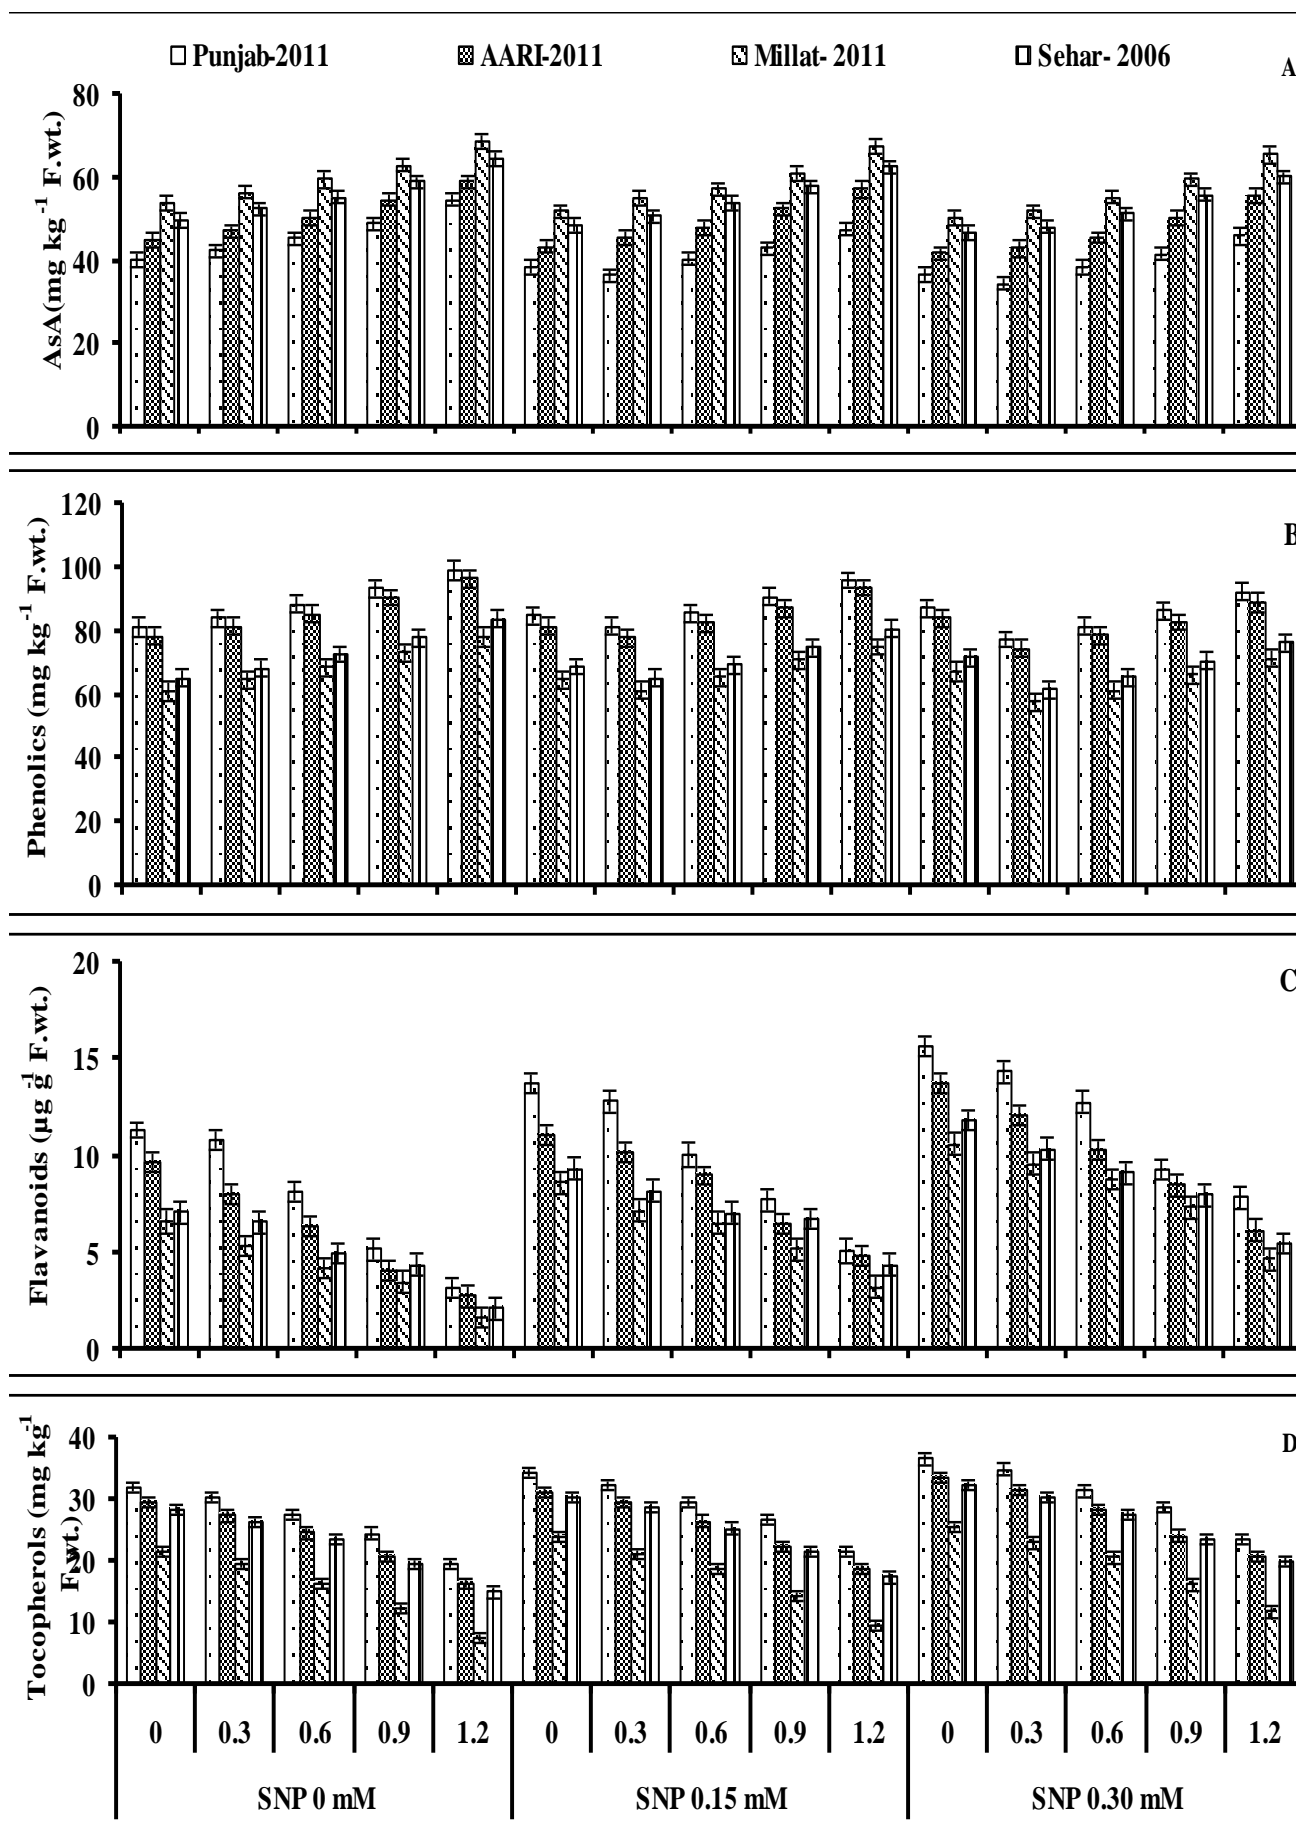 Punjab-2011 AARI-2011 Millat- 2011 Sehar- 2006
A
AsA(mg kg-1 F.wt.)
80
60
40
20
0
B
Phenolics (mg kg-1 F.wt.)
120
100
80
60
40
20
0
C
Flavanoids (µg g-1 F.wt.)
20
15
10
5
0
D
Tocopherols (mg kg-1
Fwt.)
40
30
20
10
0
0 0.3 0.6 0.9 1.2 0 0.3 0.6 0.9 1.2 0 0.3 0.6 0.9 1.2
SNP 0 mM SNP 0.15 mM SNP 0.30 mM